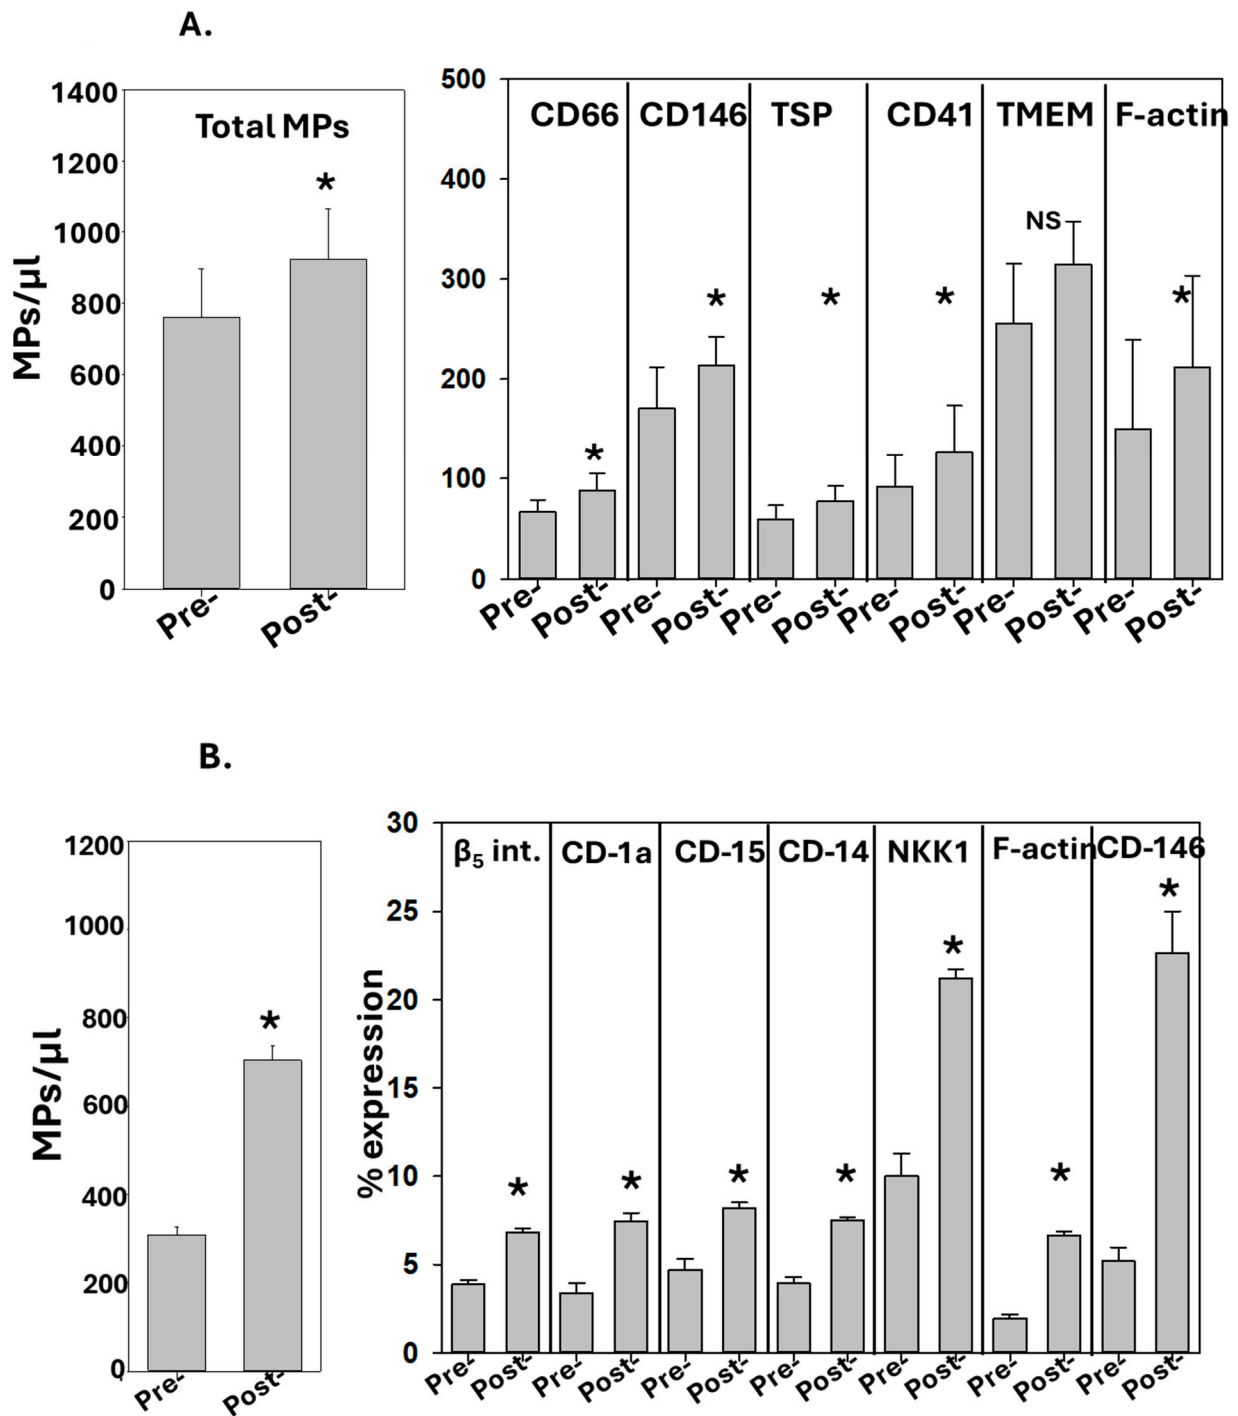 A.
Total MPs
*
MPs/µl
1400
1200
1000
800
600
400
200
0
Pre-
Post-
500
400
300
200
100
0
CD66
CD146
TSP
CD41
TMEM
F-actin
*
*
*
*
NS
*
Pre-
Post-
Pre-
Post-
Pre-
Post-
Pre-
Post-
Pre-
Post-
Pre-
Post-
B.
MPs/µl
1200
1000
800
600
400
200
0
*
Pre-
Post-
% expression
30
25
20
15
10
5
0
β₅ int.
CD-1a
CD-15
CD-14
NKK1
F-actin
CD-146
*
*
*
*
*
*
*
Pre-
Post-
Pre-
Post-
Pre-
Post-
Pre-
Post-
Pre-
Post-
Pre-
Post-
Pre-
Post-